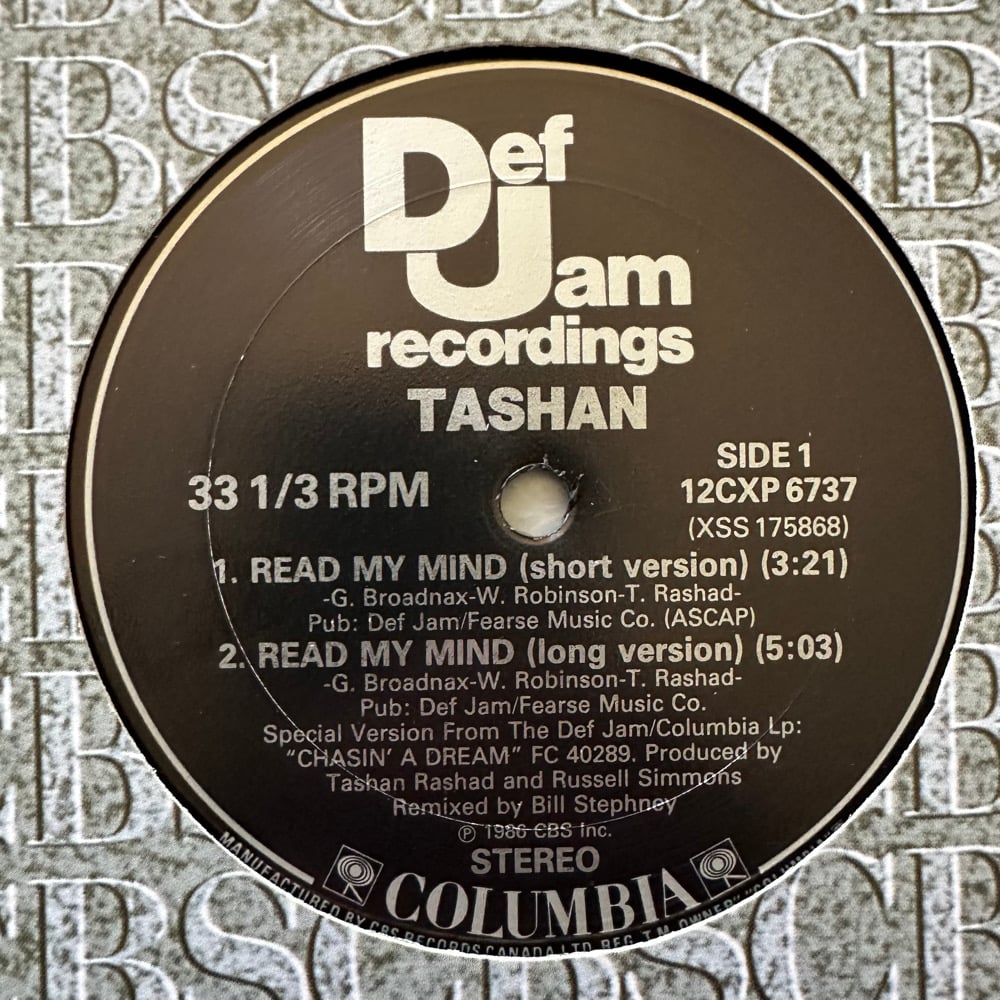 Def
Jam
recordings
TASHAN
SIDE 1
33 1/3 RPM
12CXP 6737
(XSS 175868)
1. READ MY MIND (short version) (3:21)
-G. Broadnax-W. Robinson-T. Rashad-
Pub: Def Jam/Fearse Music Co. (ASCAP)
2. READ MY MIND (long version) (5:03)
-G. Broadnax-W. Robinson-T. Rashad-
Pub: Def Jam/Fearse Music Co.
Special Version From The Def Jam/Columbia Lp:
"CHASIN' A DREAM" FC 40289. Produced by
Tashan Rashad and Russell Simmons
Remixed by Bill Stephney
℗ 1986 CBS Inc.
STEREO
COLUMBIA
MANUFACTURED BY CBS RECORDS CANADA LTD. REG. T.M. OWNER "COLUMBIA"